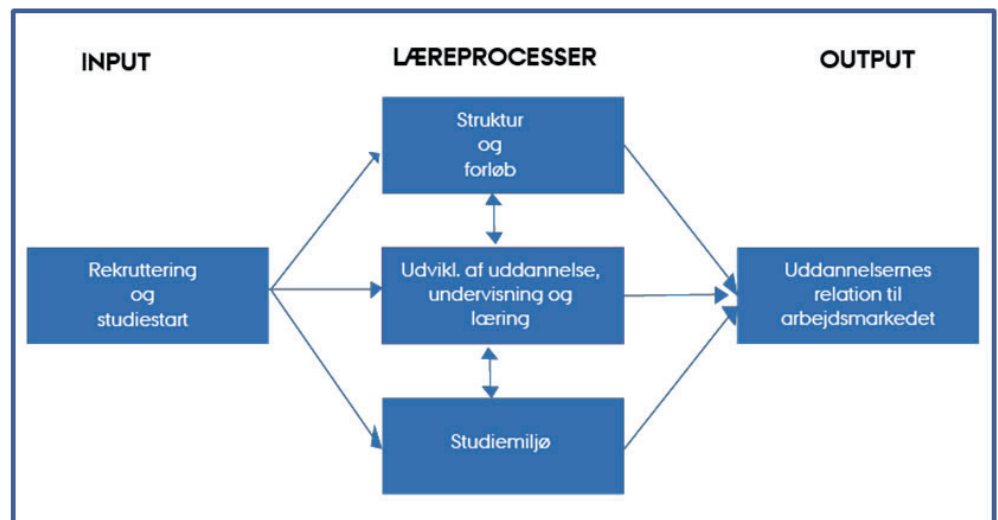 INPUT
LÆREPROCESSER
OUTPUT
Struktur
og
forløb
Rekruttering
og
studiestart
Udvikl. af uddannelse,
undervisning og
læring
Uddannelsernes
relation til
arbejdsmarkedet
Studiemiljø